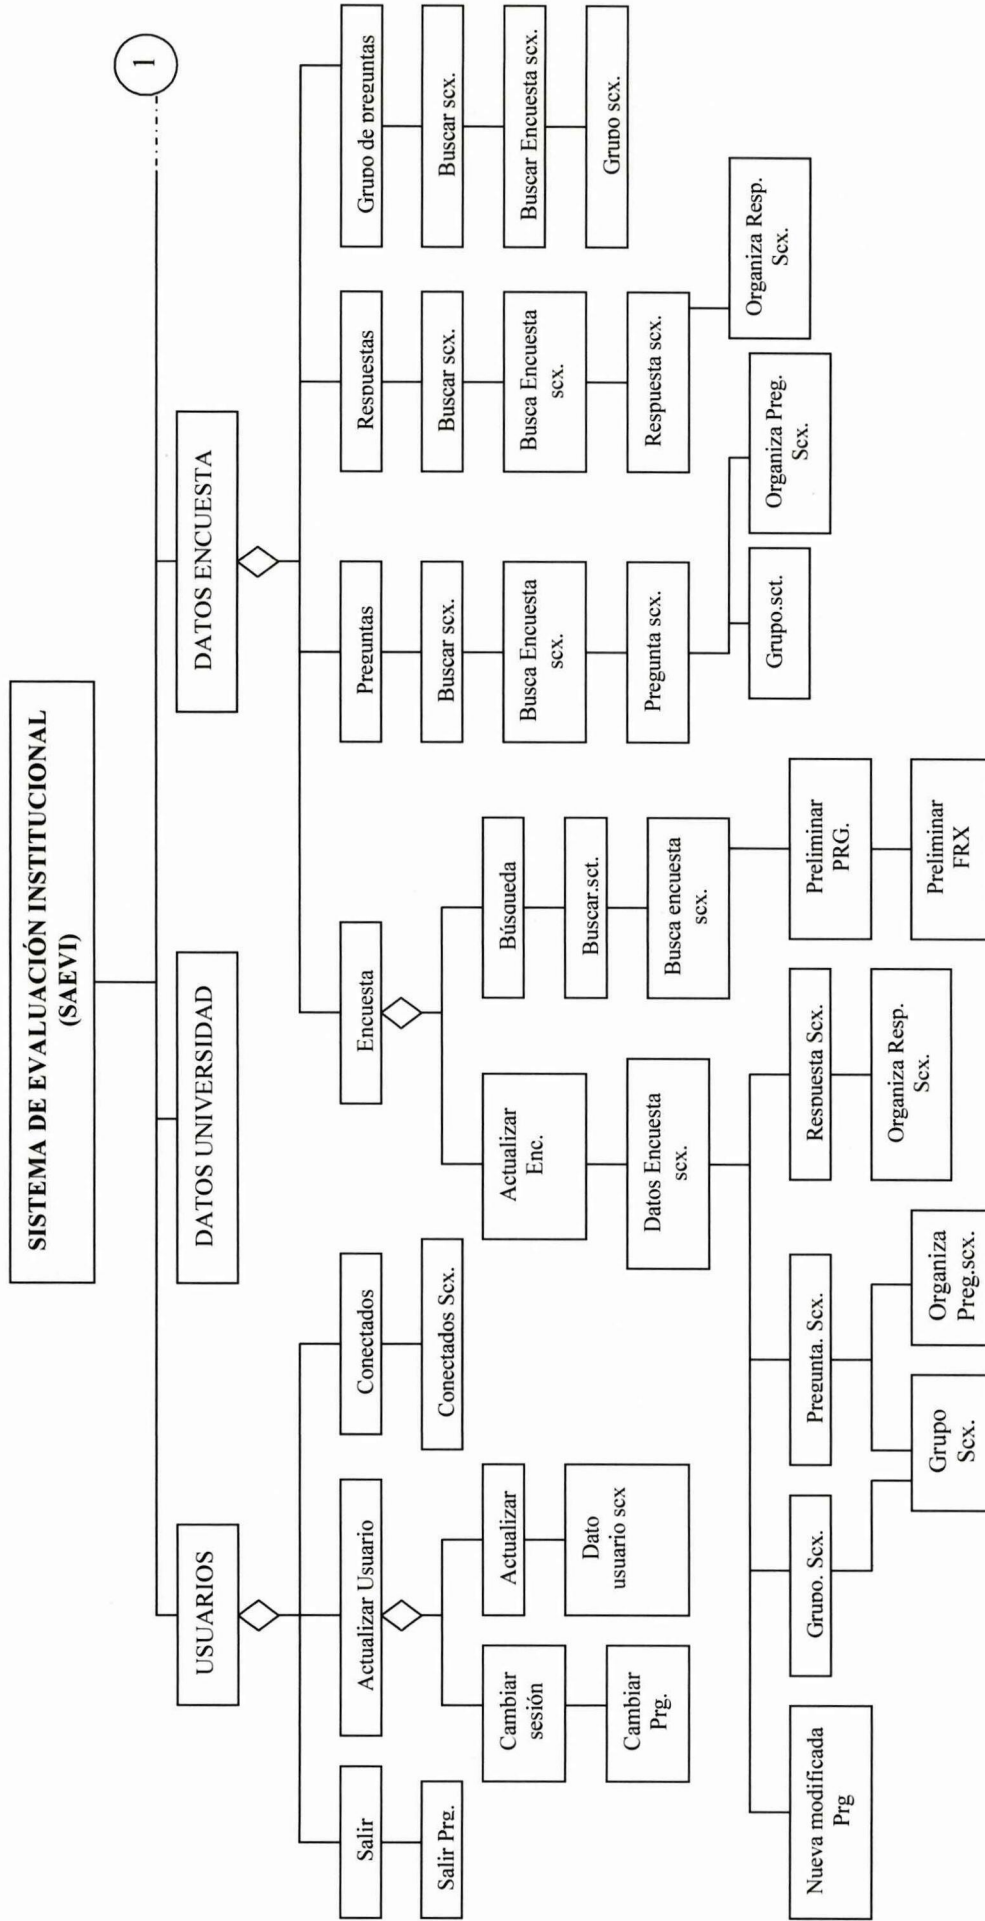 SISTEMA DE EVALUACIÓN INSTITUCIONAL
(SAEVI)
1
USUARIOS
DATOS UNIVERSIDAD
DATOS ENCUESTA
Salir
Actualizar Usuario
Conectados
Encuesta
Preguntas
Respuestas
Grupo de preguntas
Salir Prg.
Conectados Scx.
Buscar scx.
Buscar scx.
Buscar scx.
Cambiar
sesión
Actualizar
Actualizar
Enc.
Búsqueda
Busca Encuesta
scx.
Busca Encuesta
scx.
Buscar Encuesta scx.
Dato
usuario scx
Buscar.sct.
Grupo scx.
Cambiar
Prg.
Datos Encuesta
scx.
Busca encuesta
scx.
Pregunta scx.
Respuesta scx.
Organiza Resp.
Scx.
Grupo.sct.
Organiza Preg.
Scx.
Nueva modificada
Prg
Grupo. Scx.
Pregunta. Scx.
Respuesta Scx.
Preliminar
PRG.
Organiza Resp.
Scx.
Grupo
Scx.
Organiza
Preg.scx.
Preliminar
FRX